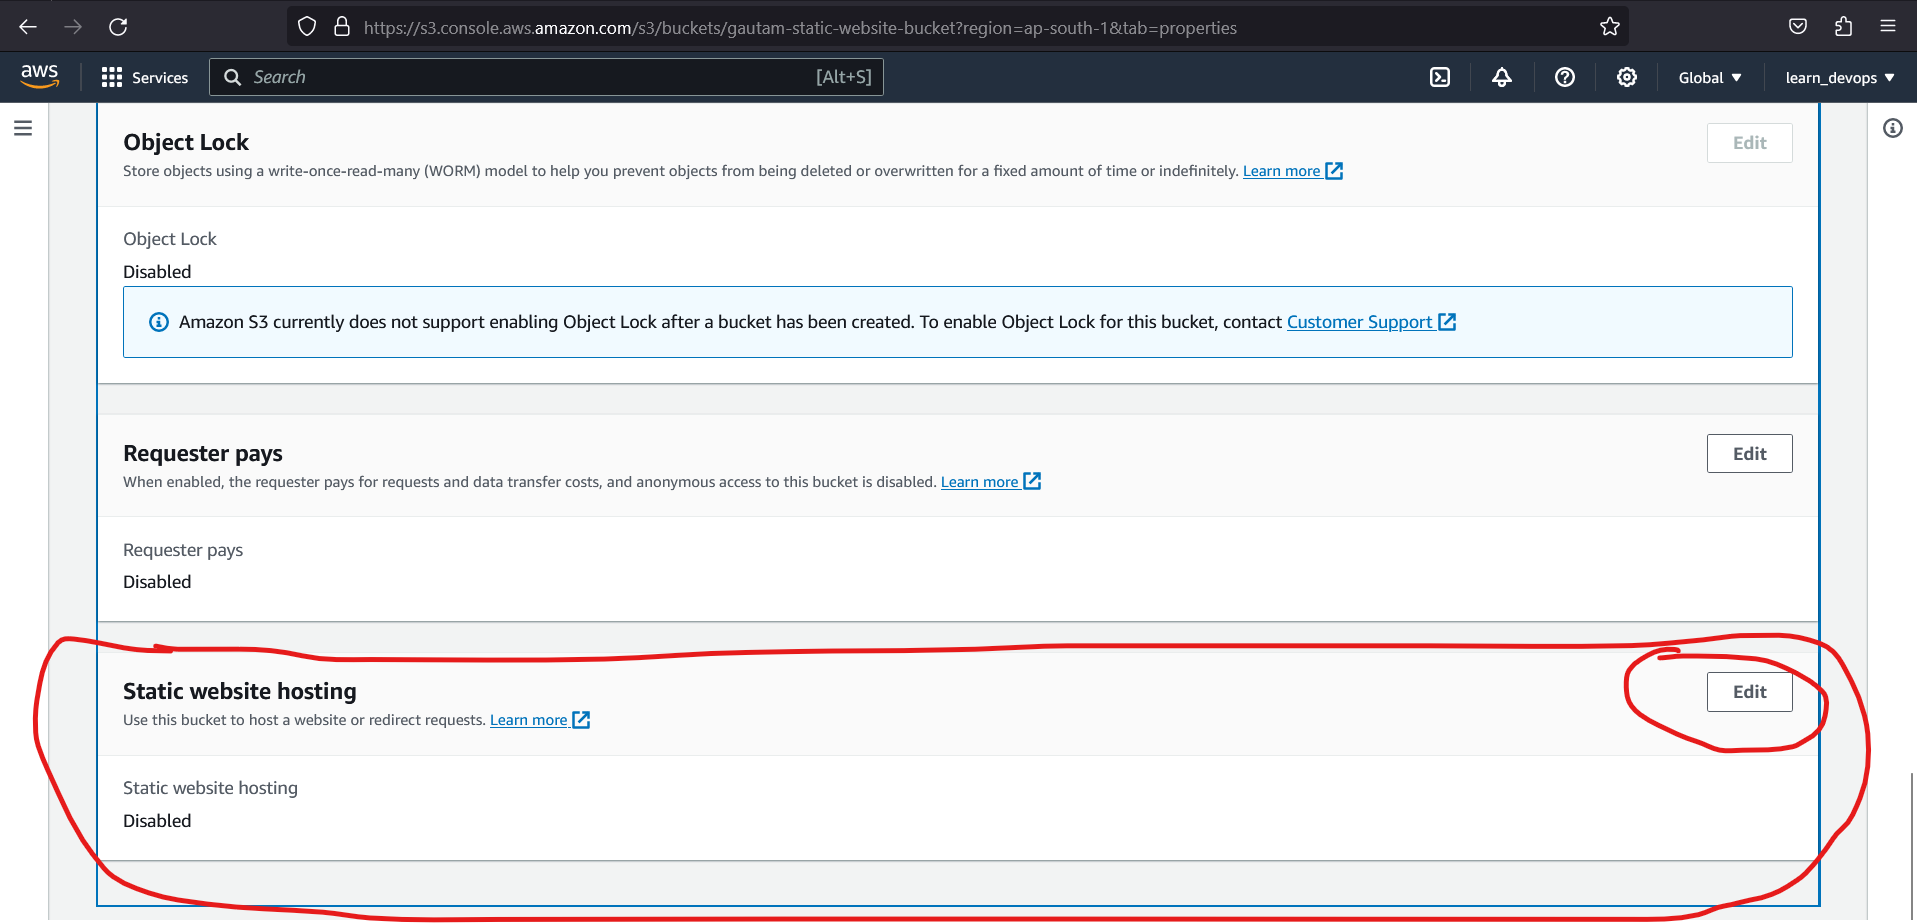 https://s3.console.aws.amazon.com/s3/buckets/gautam-static-website-bucket?region=ap-south-1&tab=properties
aws Services Search [Alt+S] Global learn_devops
Object Lock Edit
Store objects using a write-once-read-many (WORM) model to help you prevent objects from being deleted or overwritten for a fixed amount of time or indefinitely. Learn more
Object Lock
Disabled
Amazon S3 currently does not support enabling Object Lock after a bucket has been created. To enable Object Lock for this bucket, contact Customer Support
Requester pays Edit
When enabled, the requester pays for requests and data transfer costs, and anonymous access to this bucket is disabled. Learn more
Requester pays
Disabled
Static website hosting Edit
Use this bucket to host a website or redirect requests. Learn more
Static website hosting
Disabled